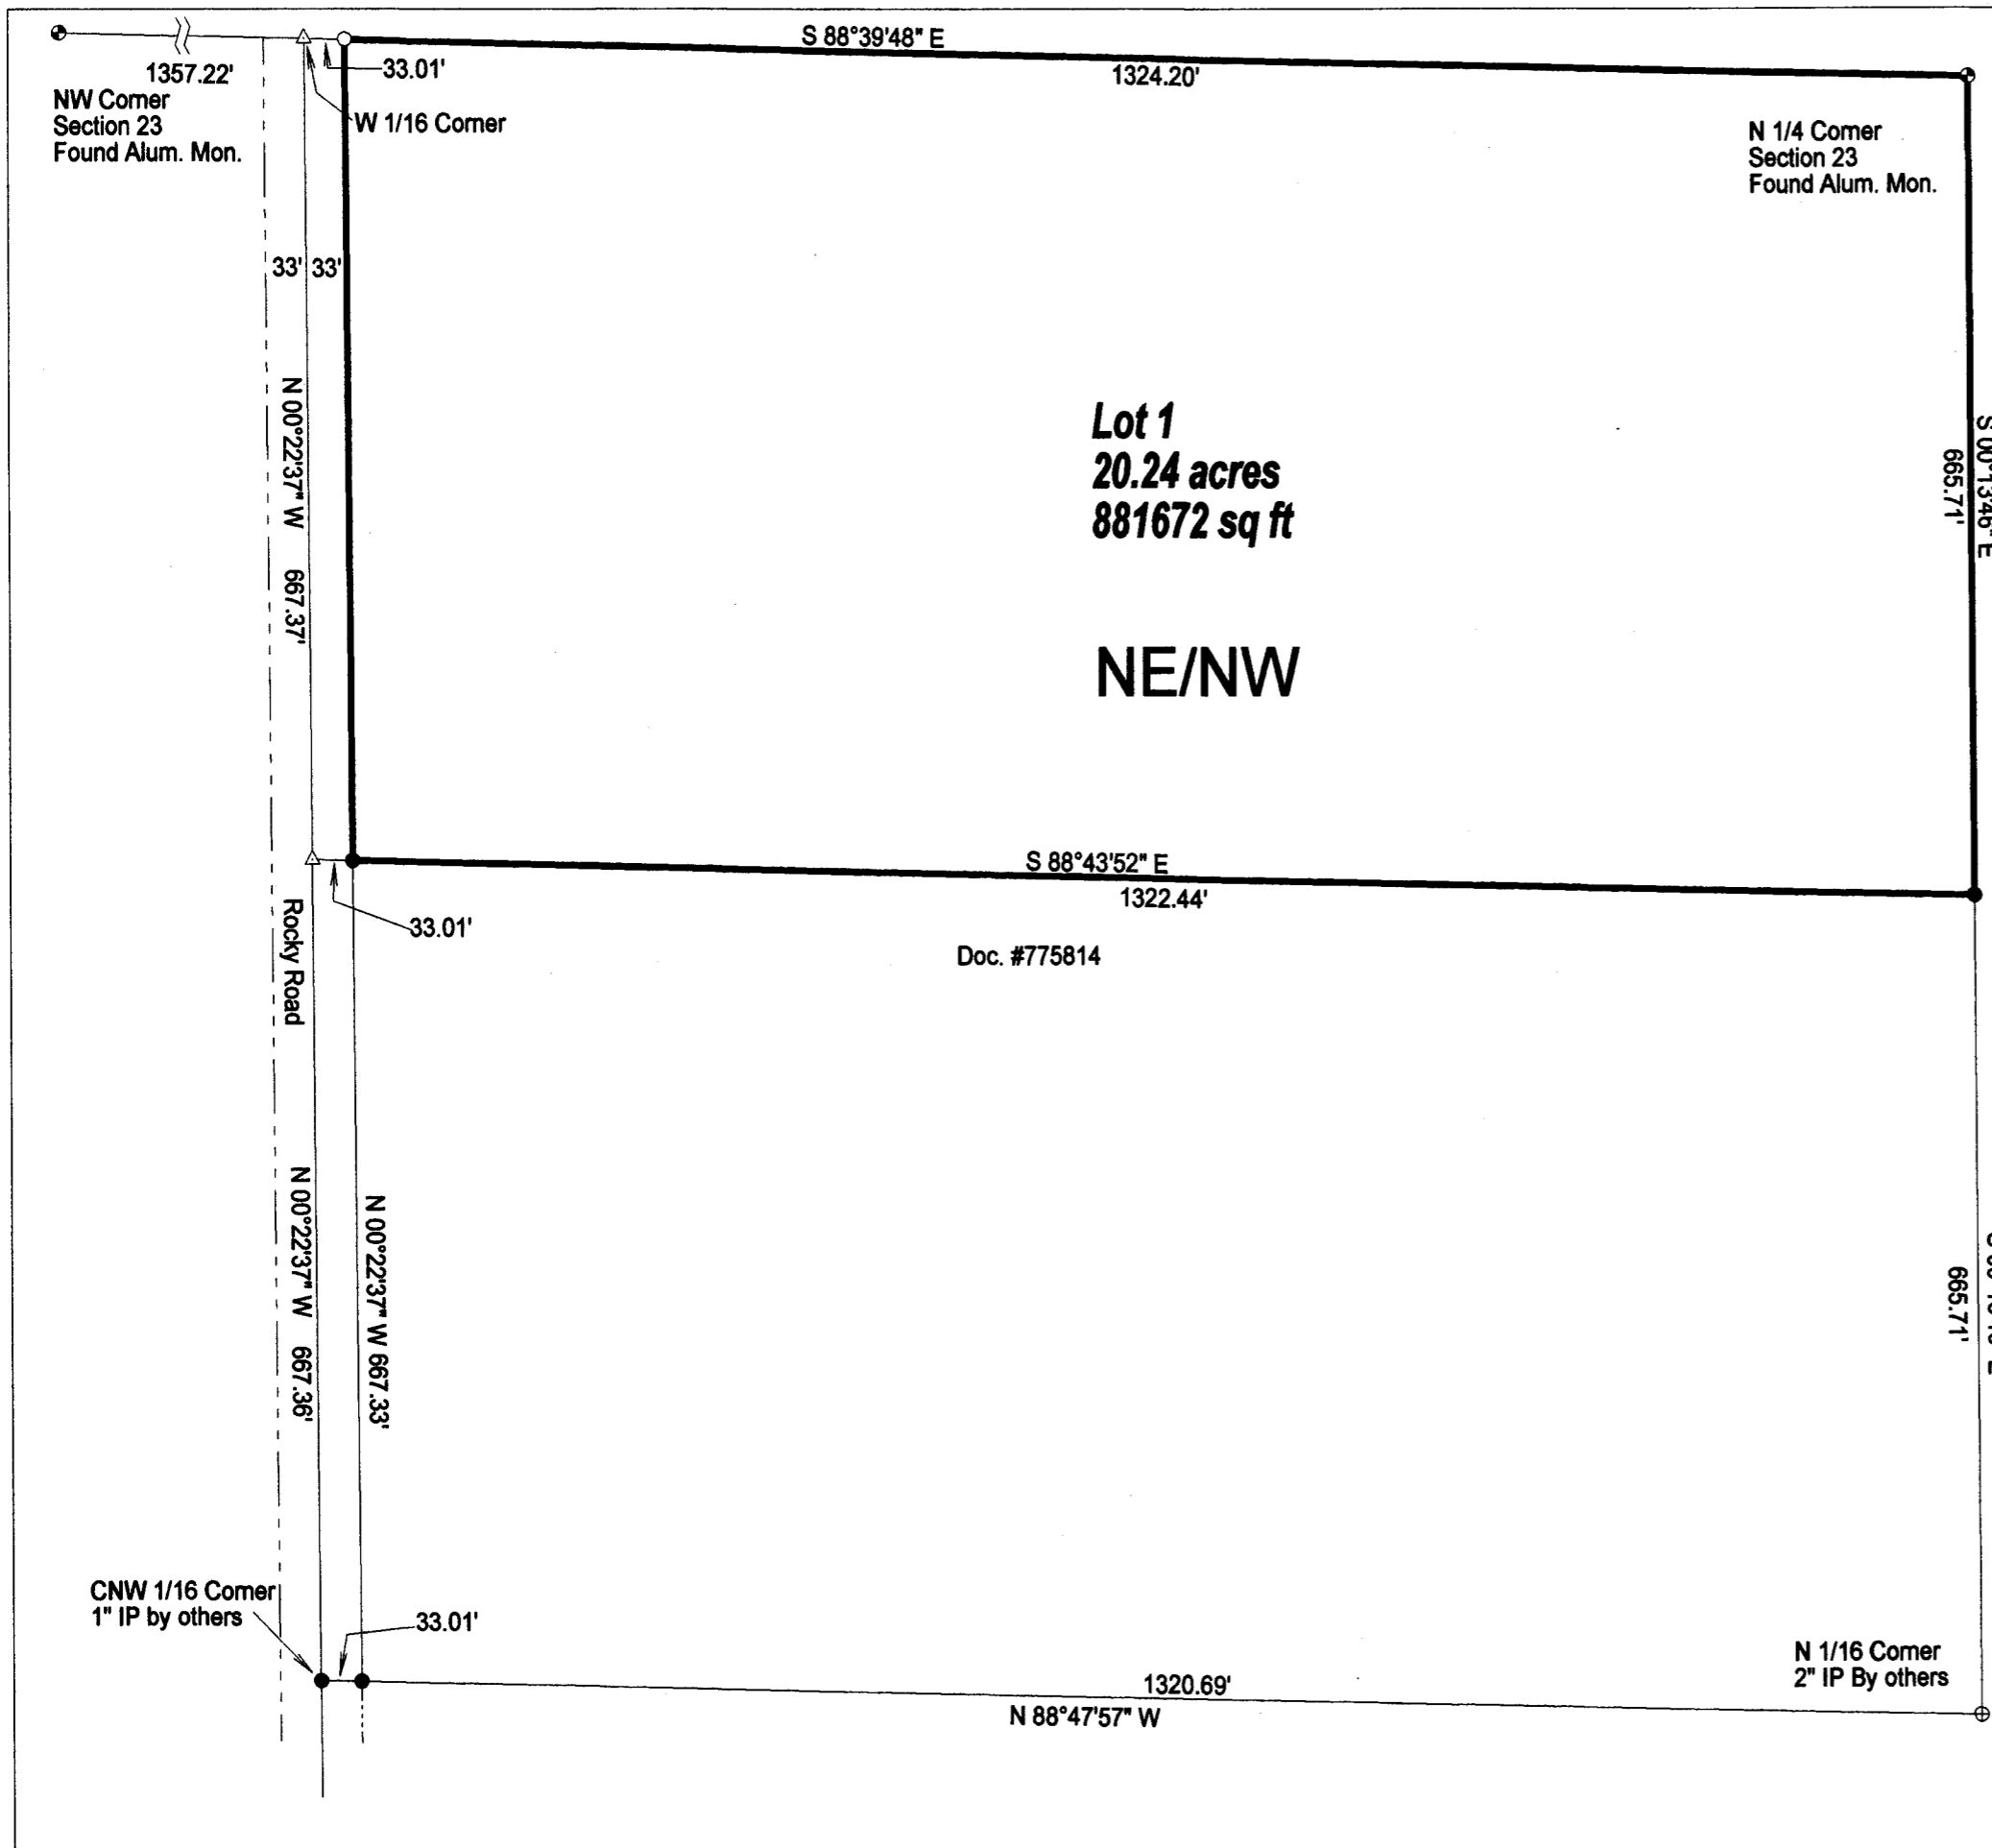 S 88°39'48" E
1324.20'
1357.22'
33.01'
NW Corner
Section 23
Found Alum. Mon.
W 1/16 Corner
N 1/4 Corner
Section 23
Found Alum. Mon.
33' 33'
N 00°22'37" W 667.37'
Lot 1
20.24 acres
881672 sq ft
S 00°13'46" E
665.71'
NE/NW
S 88°43'52" E
1322.44'
33.01'
Doc. #775814
Rocky Road
N 00°22'37" W 667.36'
N 00°22'37" W 667.33'
665.71'
CNW 1/16 Corner
1" IP by others
33.01'
N 1/16 Corner
2" IP By others
1320.69'
N 88°47'57" W